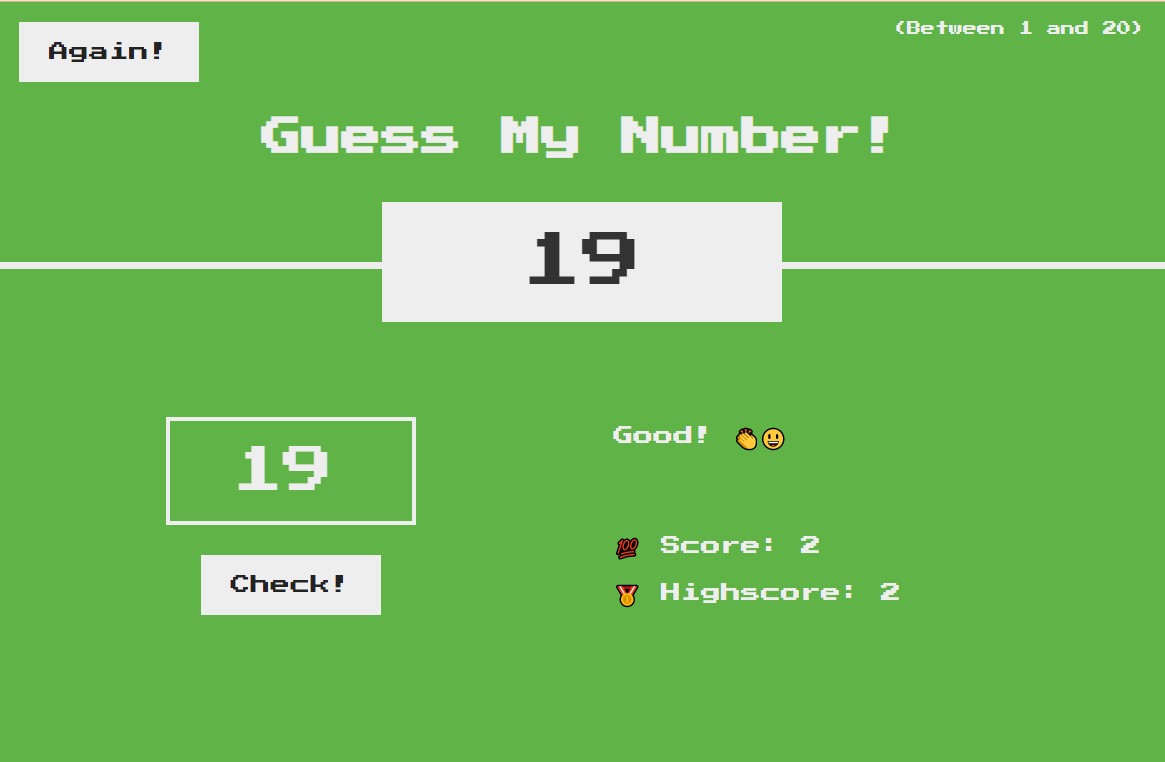 Again!
(Between 1 and 20)
Guess My Number!
19
19
Check!
Good! 👏😃
💯 Score: 2
🥇 Highscore: 2